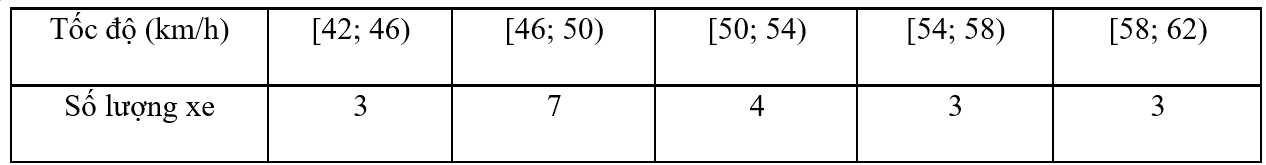 Tốc độ (km/h) [42; 46) [46; 50) [50; 54) [54; 58) [58; 62)
Số lượng xe 3 7 4 3 3